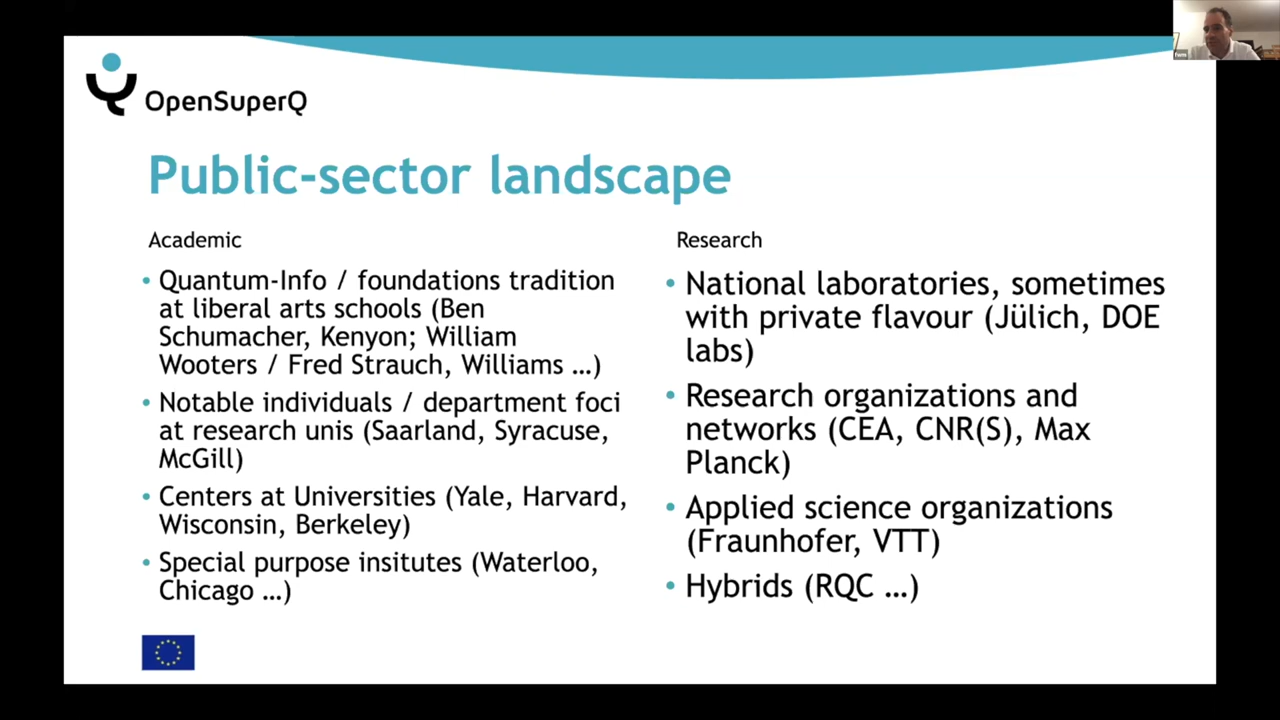 OpenSuperQ
Public-sector landscape
Academic
• Quantum-Info / foundations tradition
at liberal arts schools (Ben
Schumacher, Kenyon; William
Wooters / Fred Strauch, Williams …)
• Notable individuals / department foci
at research unis (Saarland, Syracuse,
McGill)
• Centers at Universities (Yale, Harvard,
Wisconsin, Berkeley)
• Special purpose insitutes (Waterloo,
Chicago …)
Research
• National laboratories, sometimes
with private flavour (Jülich, DOE
labs)
• Research organizations and
networks (CEA, CNR(S), Max
Planck)
• Applied science organizations
(Fraunhofer, VTT)
• Hybrids (RQC …)